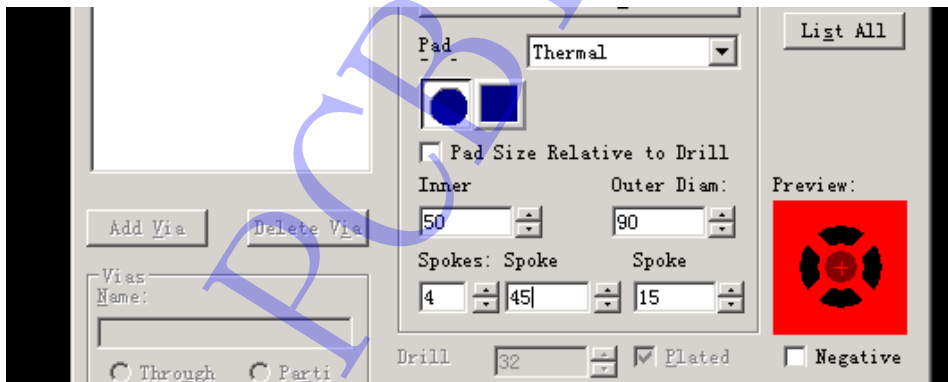 List All
Pad
Thermal
Pad Size Relative to Drill
Inner
Outer Diam:
Preview:
50
90
Add Via
Delete Via
Spokes: Spoke
Spoke
Vias
Name:
4
45
15
Drill
32
Plated
Negative
Through
Parti
PCB